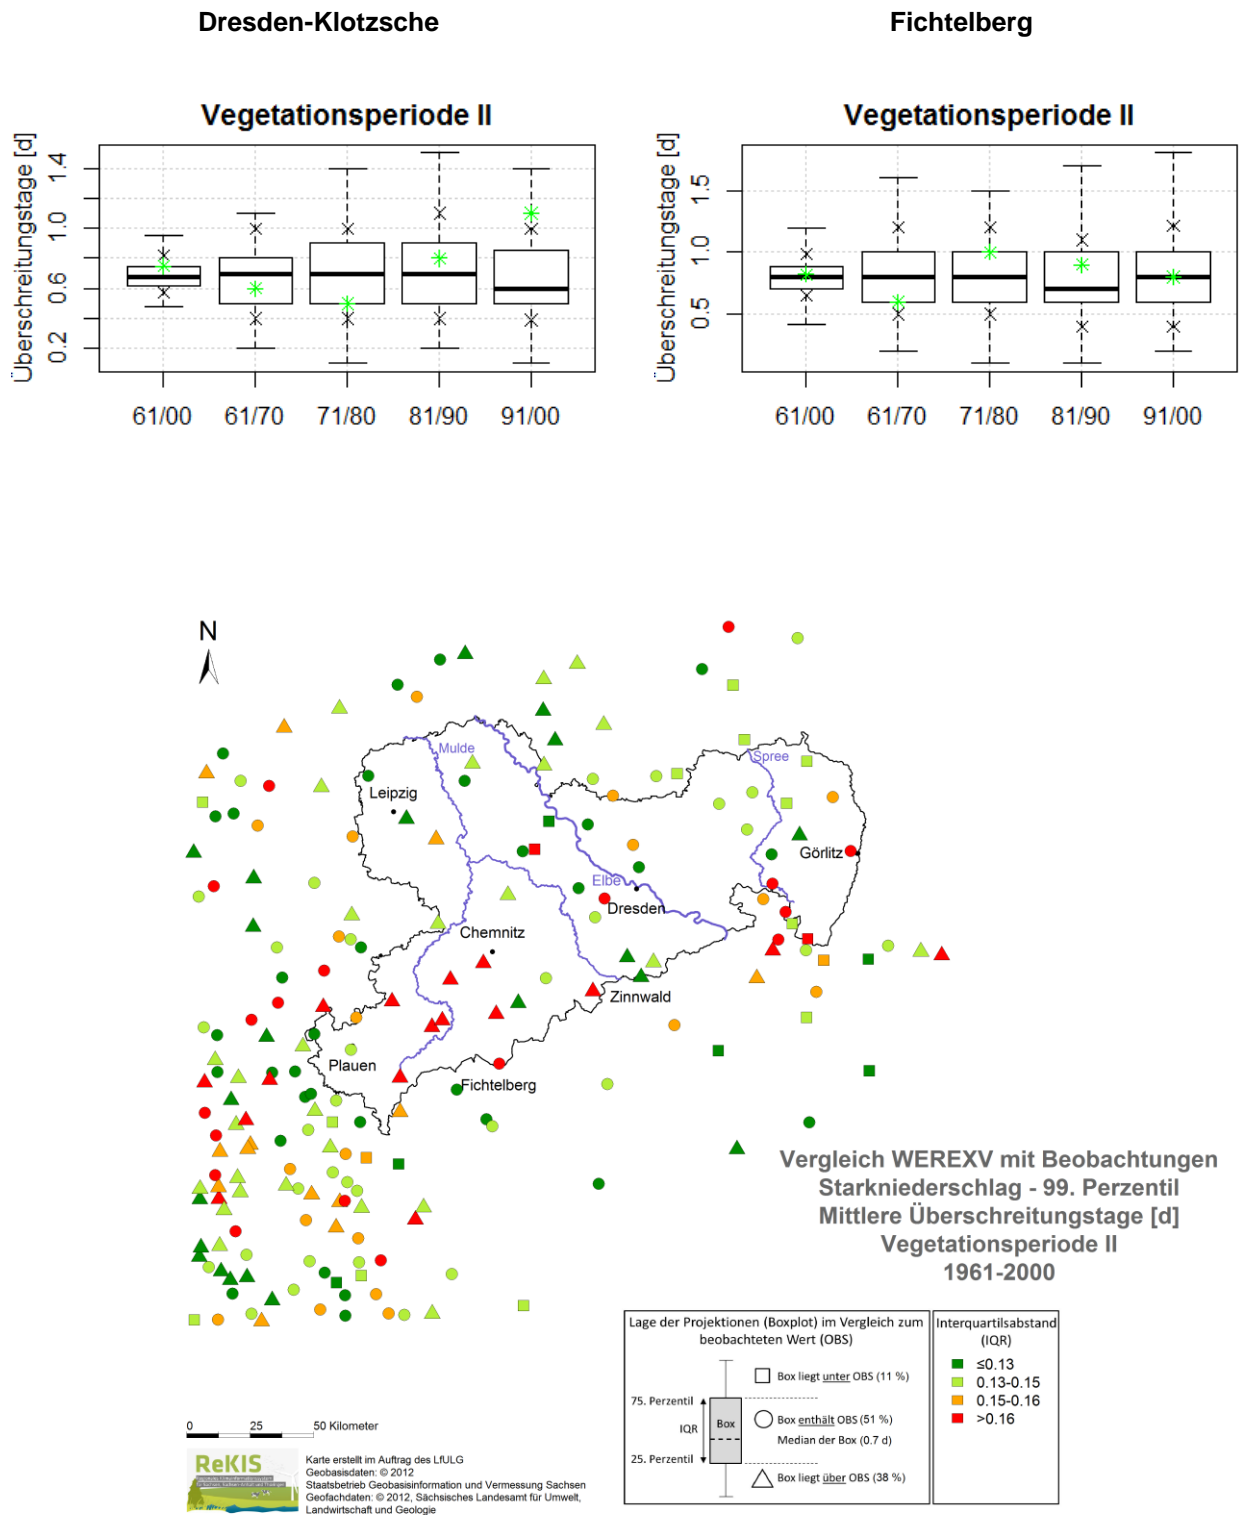 Dresden-Klotzsche
Fichtelberg
Vegetationsperiode II
Überschreitungstage [d]
0.2
0.6
1.0
1.4
61/00 61/70 71/80 81/90 91/00
Vegetationsperiode II
Überschreitungstage [d]
0.5
1.0
1.5
61/00 61/70 71/80 81/90 91/00
N
Mulde
Spree
Leipzig
Görlitz
Elbe
Dresden
Chemnitz
Zinnwald
Plauen
Fichtelberg
Vergleich WEREXV mit Beobachtungen
Starkniederschlag - 99. Perzentil
Mittlere Überschreitungstage [d]
Vegetationsperiode II
1961-2000
Lage der Projektionen (Boxplot) im Vergleich zum
beobachteten Wert (OBS)
Box liegt unter OBS (11 %)
75. Perzentil
IQR
Box
Box enthält OBS (51 %)
Median der Box (0.7 d)
25. Perzentil
Box liegt über OBS (38 %)
Interquartilsabstand
(IQR)
≤0.13
0.13-0.15
0.15-0.16
>0.16
0 25 50 Kilometer
ReKIS
Karte erstellt im Auftrag des LfULG
Geobasisdaten: © 2012
Staatsbetrieb Geobasisinformation und Vermessung Sachsen
Geofachdaten: © 2012, Sächsisches Landesamt für Umwelt,
Landwirtschaft und Geologie